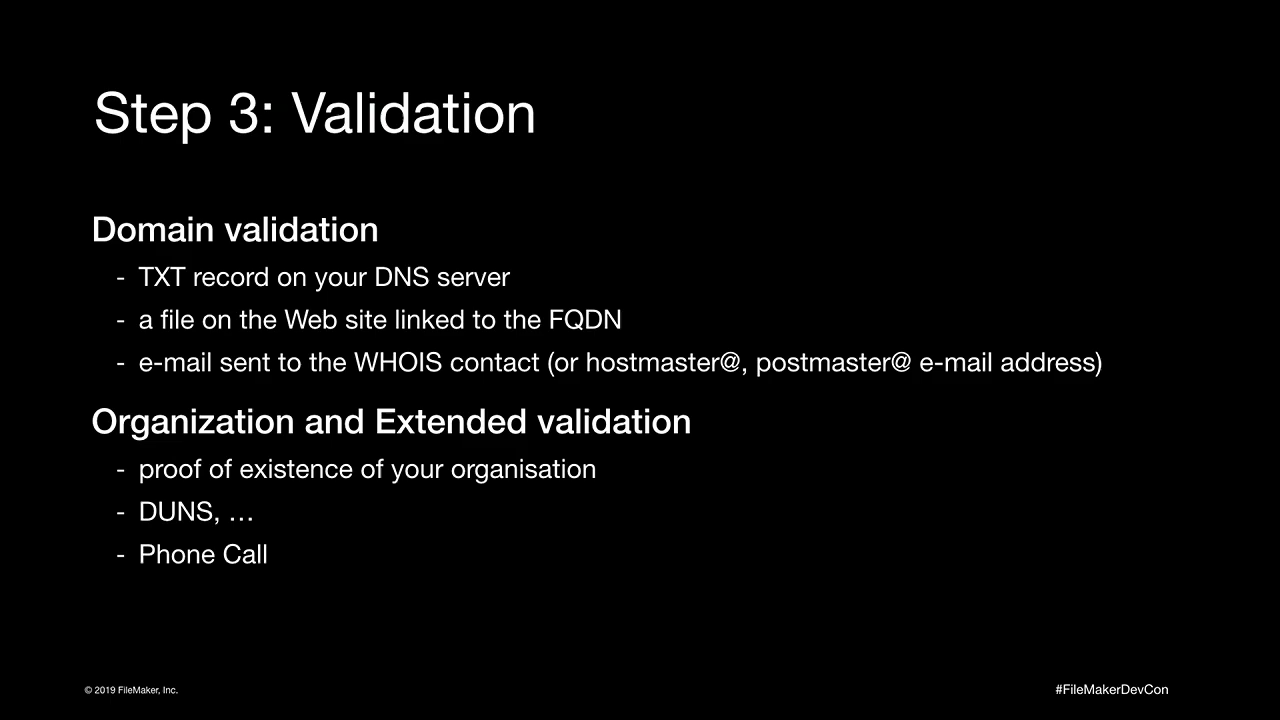 Step 3: Validation
Domain validation
- TXT record on your DNS server
- a file on the Web site linked to the FQDN
- e-mail sent to the WHOIS contact (or hostmaster@, postmaster@ e-mail address)
Organization and Extended validation
- proof of existence of your organisation
- DUNS, …
- Phone Call
© 2019 FileMaker, Inc.
#FileMakerDevCon